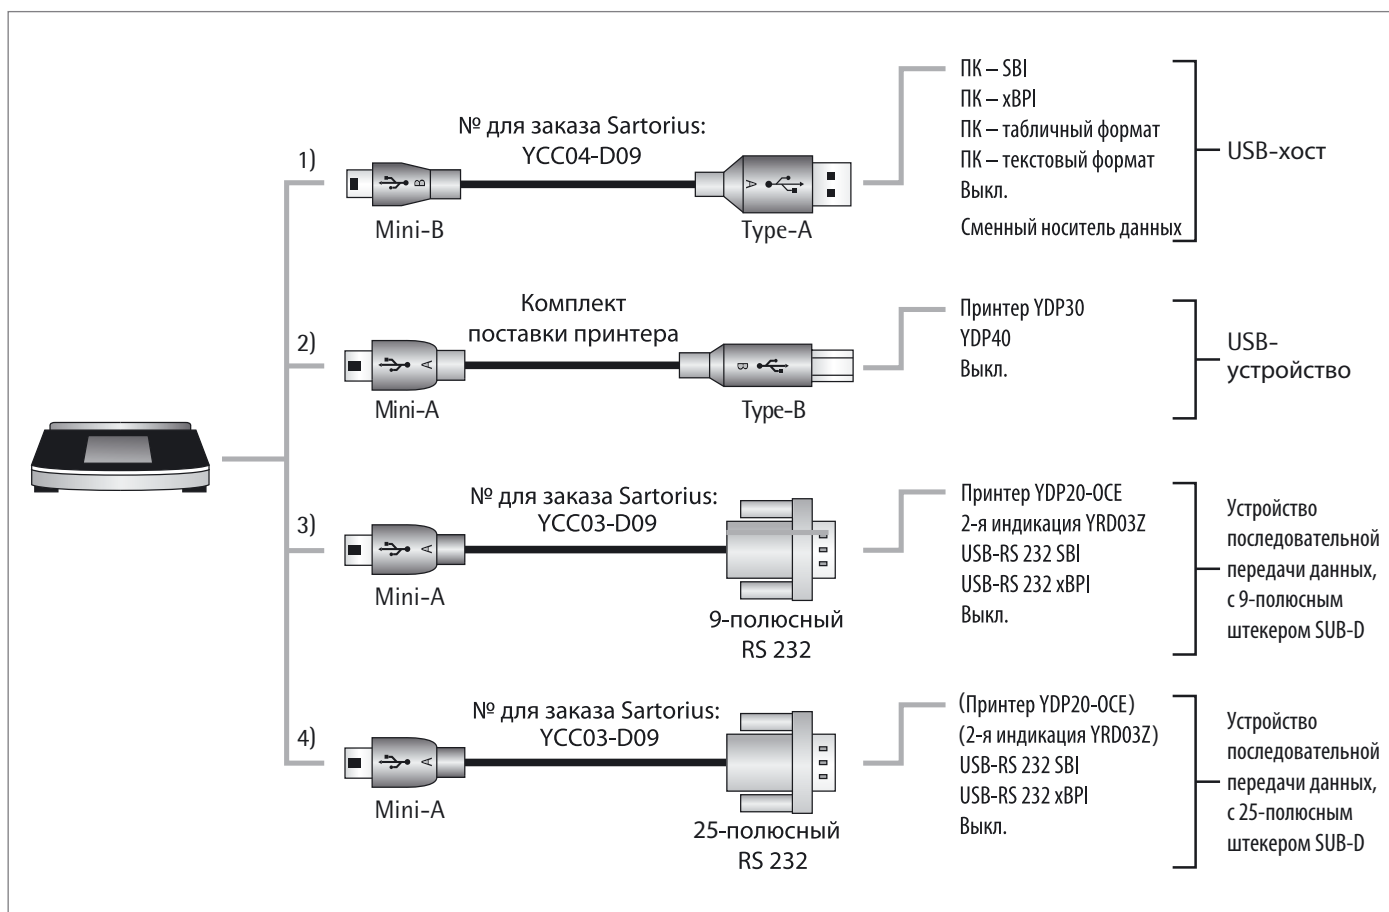 1)
№ для заказа Sartorius:
YCC04-D09
B
A
Mini-B
Type-A
ПК – SBI
ПК – xBPI
ПК – табличный формат
ПК – текстовый формат
Выкл.
Сменный носитель данных
USB-хост
2)
Комплект
поставки принтера
A
B
Mini-A
Type-B
Принтер YDP30
YDP40
Выкл.
USB-
устройство
3)
№ для заказа Sartorius:
YCC03-D09
A
Mini-A
9-полюсный
RS 232
Принтер YDP20-OCE
2-я индикация YRD03Z
USB-RS 232 SBI
USB-RS 232 xBPI
Выкл.
Устройство
последовательной
передачи данных,
с 9-полюсным
штекером SUB-D
4)
№ для заказа Sartorius:
YCC03-D09
A
Mini-A
25-полюсный
RS 232
(Принтер YDP20-OCE)
(2-я индикация YRD03Z)
USB-RS 232 SBI
USB-RS 232 xBPI
Выкл.
Устройство
последовательной
передачи данных,
с 25-полюсным
штекером SUB-D